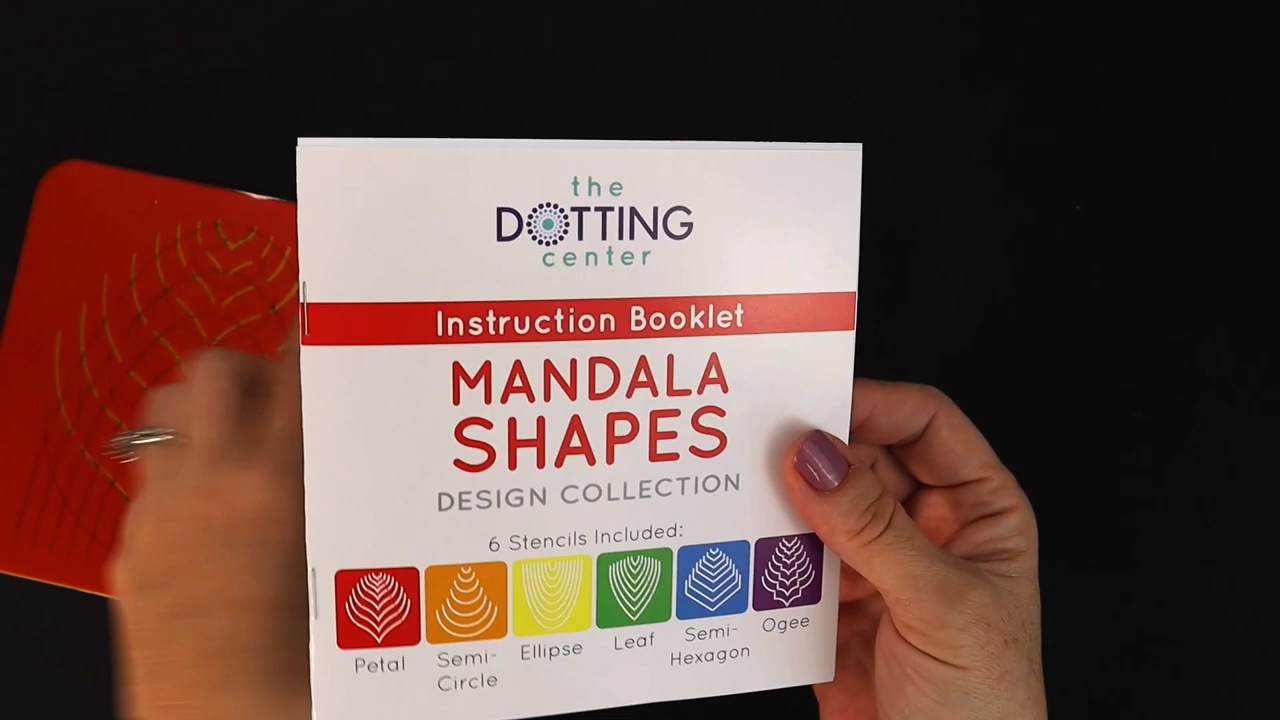 the
DOTTING
center
Instruction Booklet
MANDALA
SHAPES
DESIGN COLLECTION
6 Stencils Included:
Petal
Semi-
Circle
Ellipse
Leaf
Semi-
Hexagon
Ogee